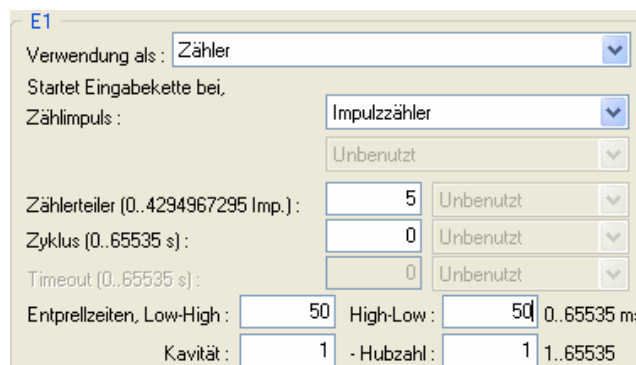 E1
Verwendung als : Zähler
Startet Eingabekette bei,
Zählimpuls : Impulzzähler
Unbenutzt
Zählerteiler (0..4294967295 Imp.) : 5 Unbenutzt
Zyklus (0..65535 s) : 0 Unbenutzt
Timeout (0..65535 s) : 0 Unbenutzt
Entprellzeiten, Low-High : 50 High-Low : 50 0..65535 ms
Kavität : 1 - Hubzahl : 1 1..65535